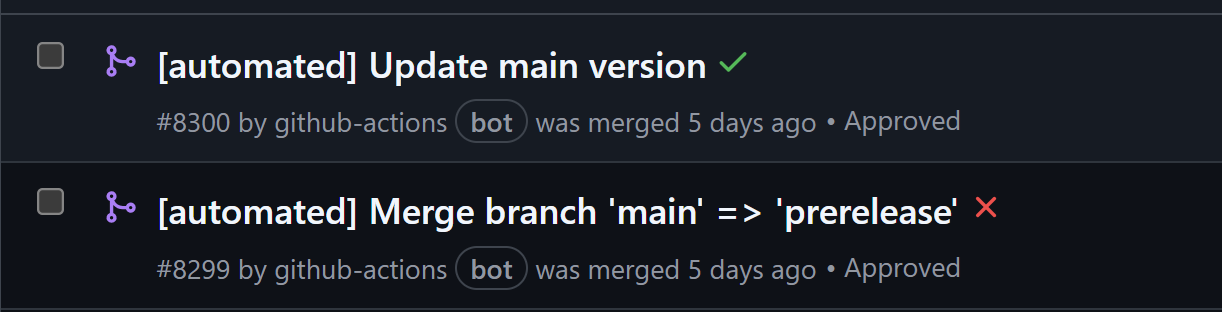 [automated] Update main version
#8300 by github-actions bot was merged 5 days ago • Approved
[automated] Merge branch 'main' => 'prerelease'
#8299 by github-actions bot was merged 5 days ago • Approved